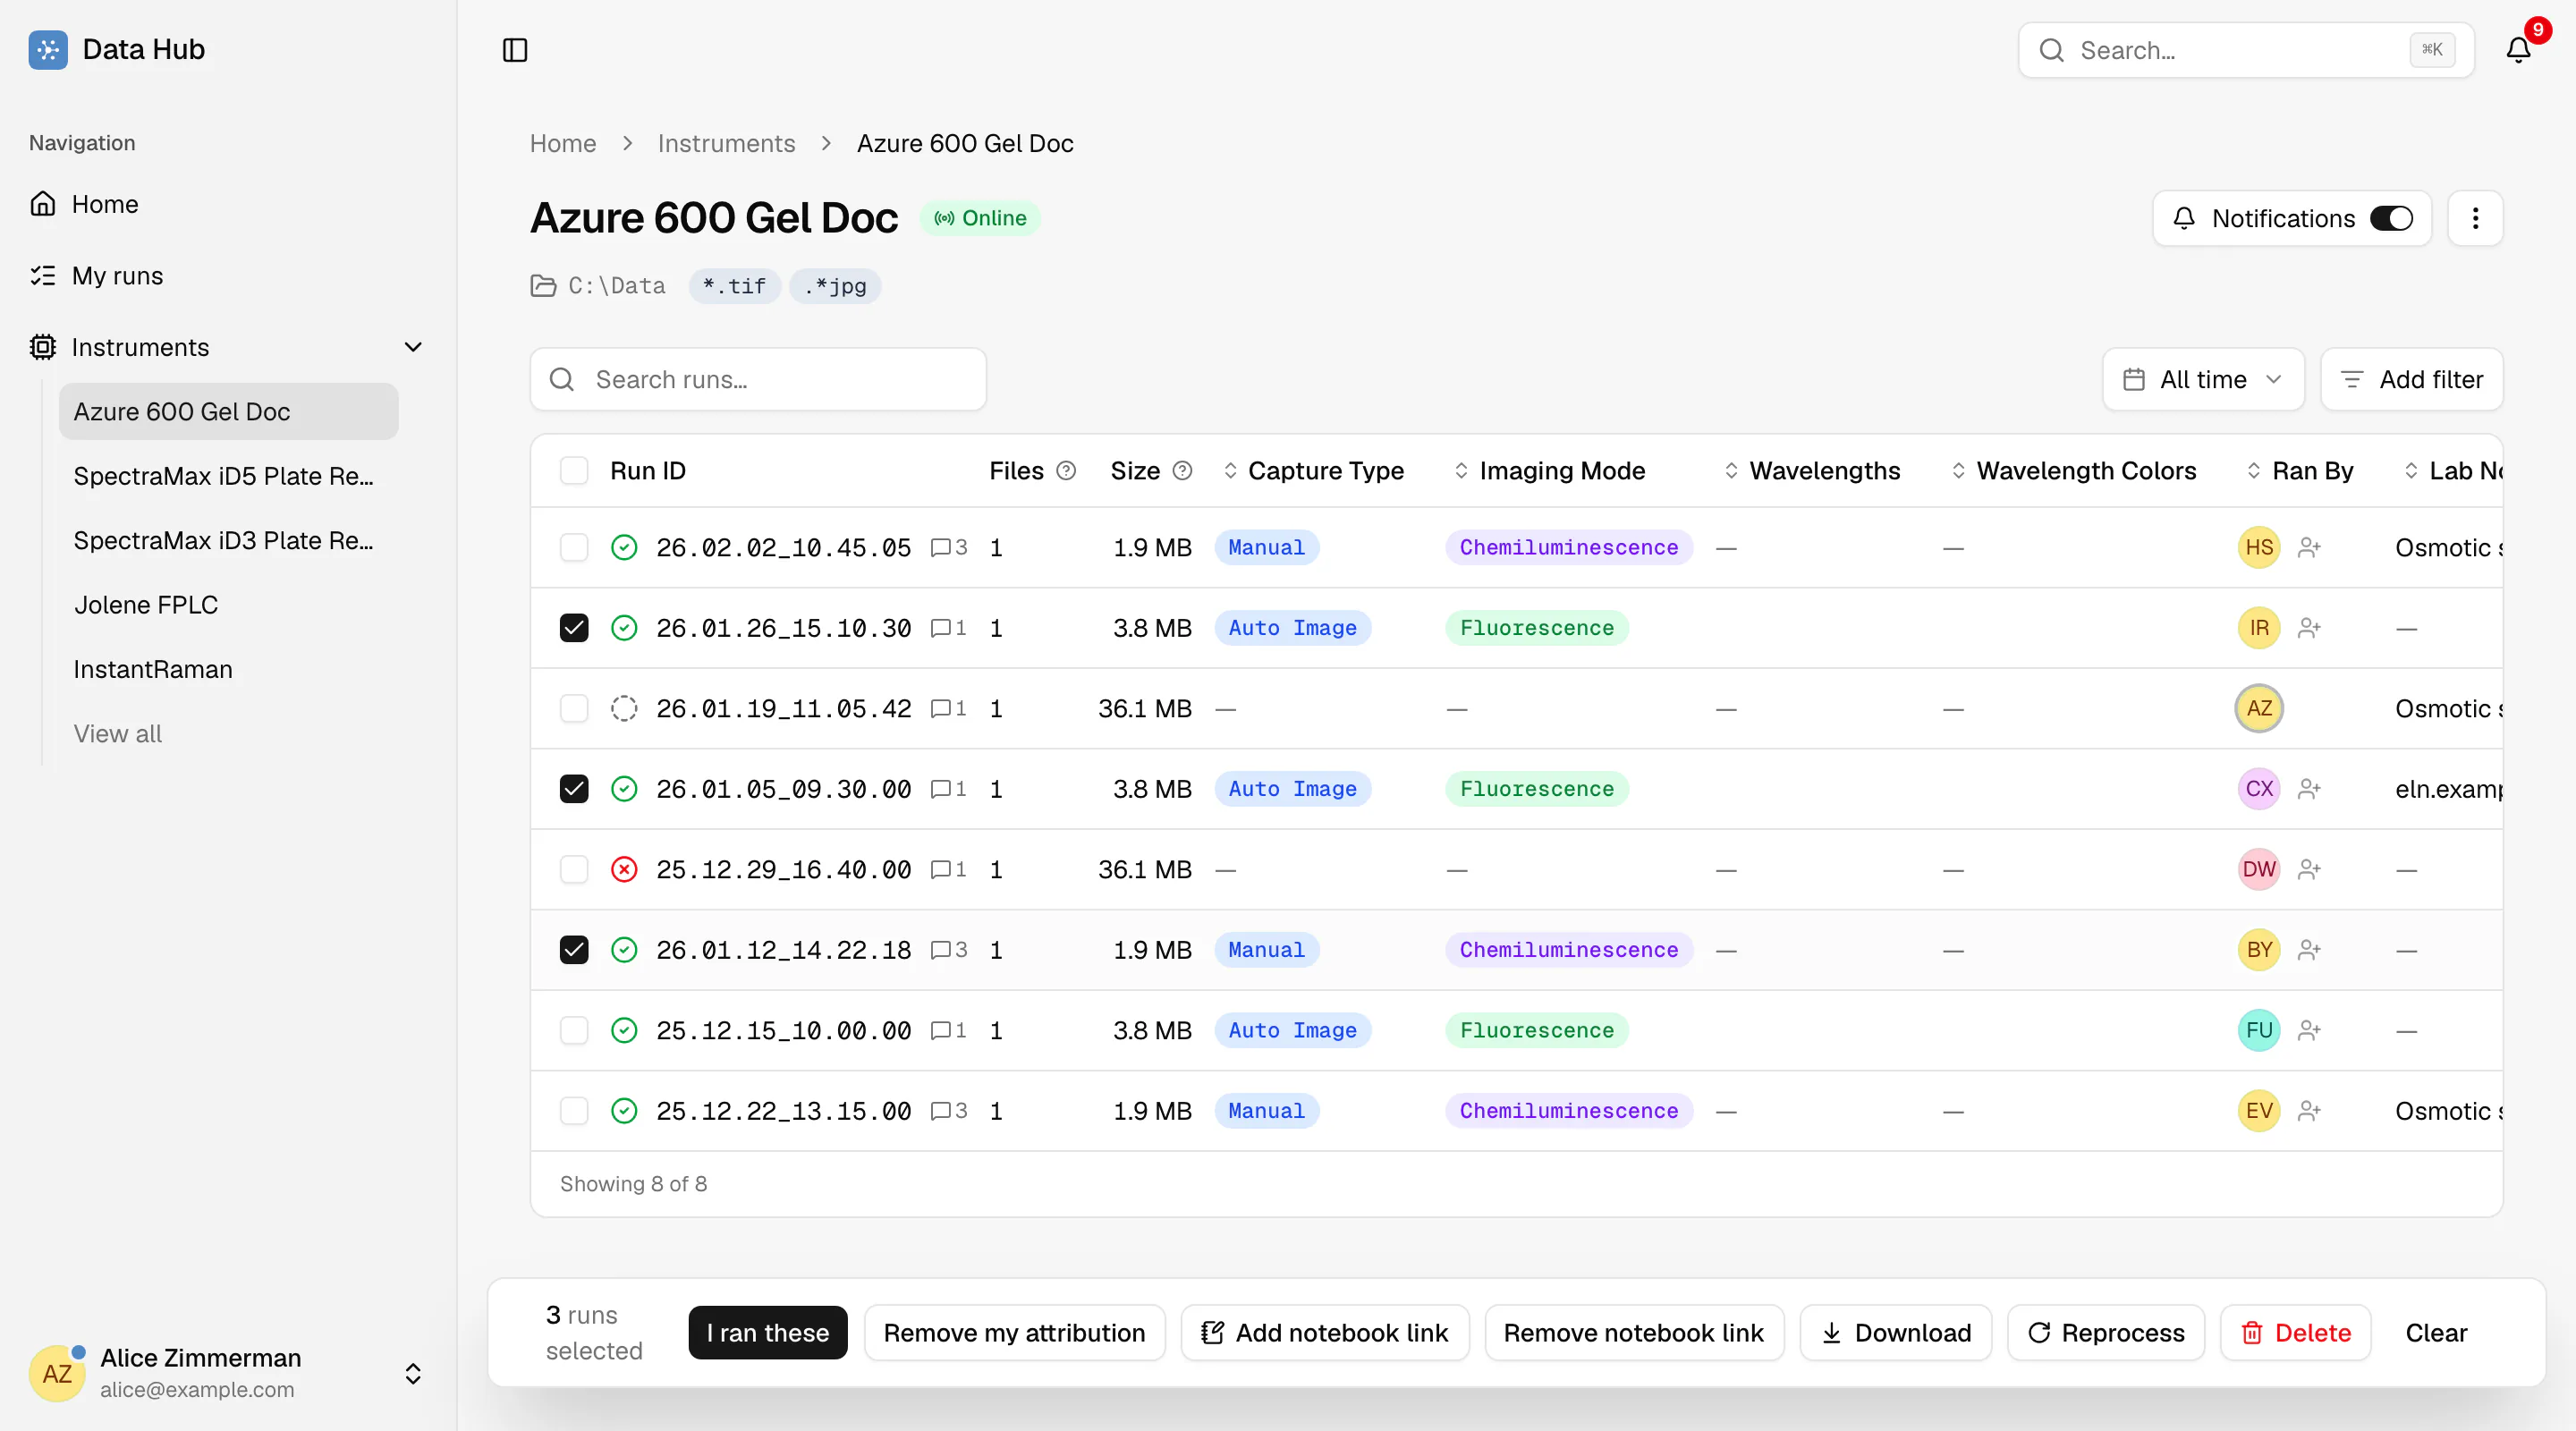 Data Hub
Search...
⌘K
9
Navigation
Home
My runs
Instruments
Azure 600 Gel Doc
SpectraMax iD5 Plate Re...
SpectraMax iD3 Plate Re...
Jolene FPLC
InstantRaman
View all
Home > Instruments > Azure 600 Gel Doc
Azure 600 Gel Doc Online
Notifications
C:\Data *.tif .*jpg
Search runs...
All time
Add filter
Run ID Files Size Capture Type Imaging Mode Wavelengths Wavelength Colors Ran By Lab No
26.02.02_10.45.05 3 1 1.9 MB Manual Chemiluminescence — — HS Osmotic s
26.01.26_15.10.30 1 1 3.8 MB Auto Image Fluorescence IR —
26.01.19_11.05.42 1 1 36.1 MB — — — — AZ Osmotic s
26.01.05_09.30.00 1 1 3.8 MB Auto Image Fluorescence CX eln.examp
25.12.29_16.40.00 1 1 36.1 MB — — — — DW —
26.01.12_14.22.18 3 1 1.9 MB Manual Chemiluminescence — — BY —
25.12.15_10.00.00 1 1 3.8 MB Auto Image Fluorescence FU —
25.12.22_13.15.00 3 1 1.9 MB Manual Chemiluminescence — — EV Osmotic s
Showing 8 of 8
3 runs
selected
I ran these
Remove my attribution
Add notebook link
Remove notebook link
Download
Reprocess
Delete
Clear
AZ
Alice Zimmerman
alice@example.com